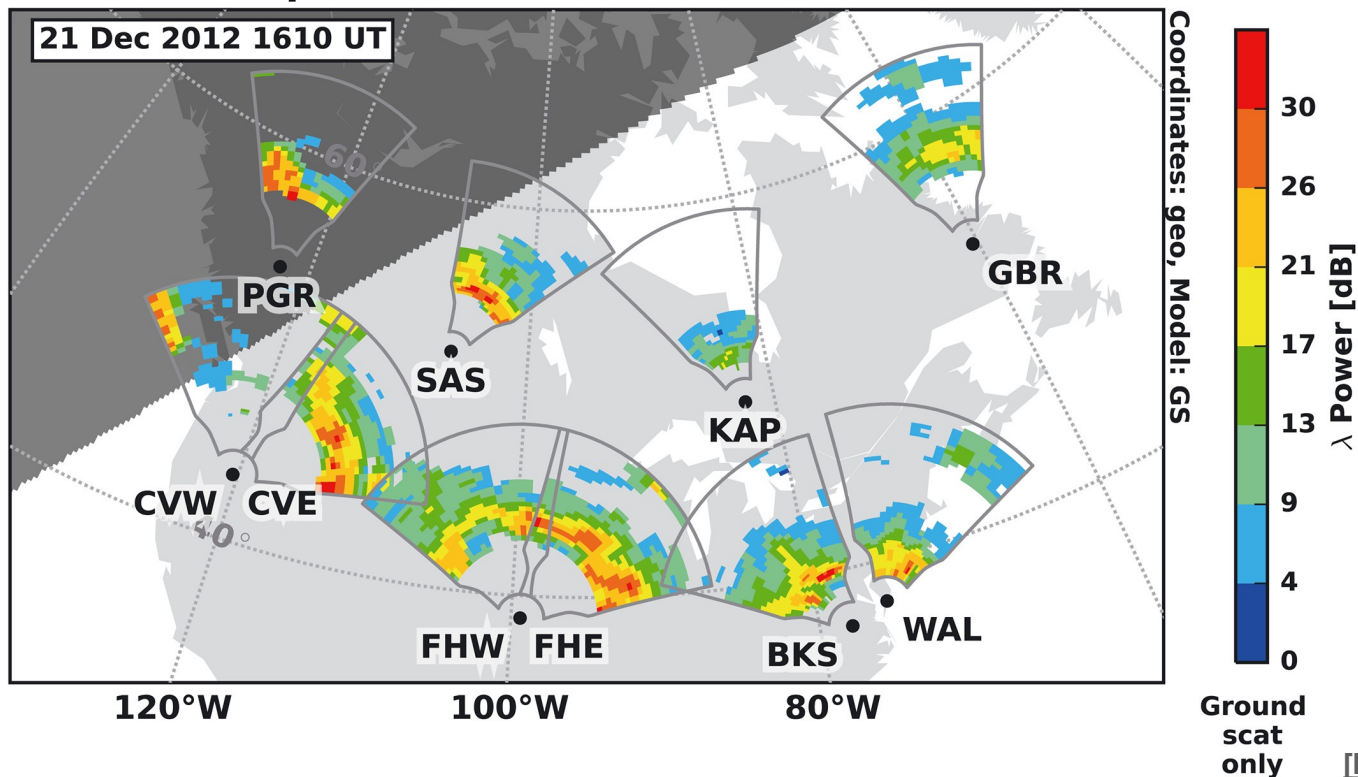 21 Dec 2012 1610 UT
60
PGR
SAS
KAP
GBR
CVW
CVE
40°
FHW
FHE
BKS
WAL
120°W
100°W
80°W
Coordinates: geo, Model: GS
30
26
21
17
13
9
4
0
λ Power [dB]
Ground
scat
only